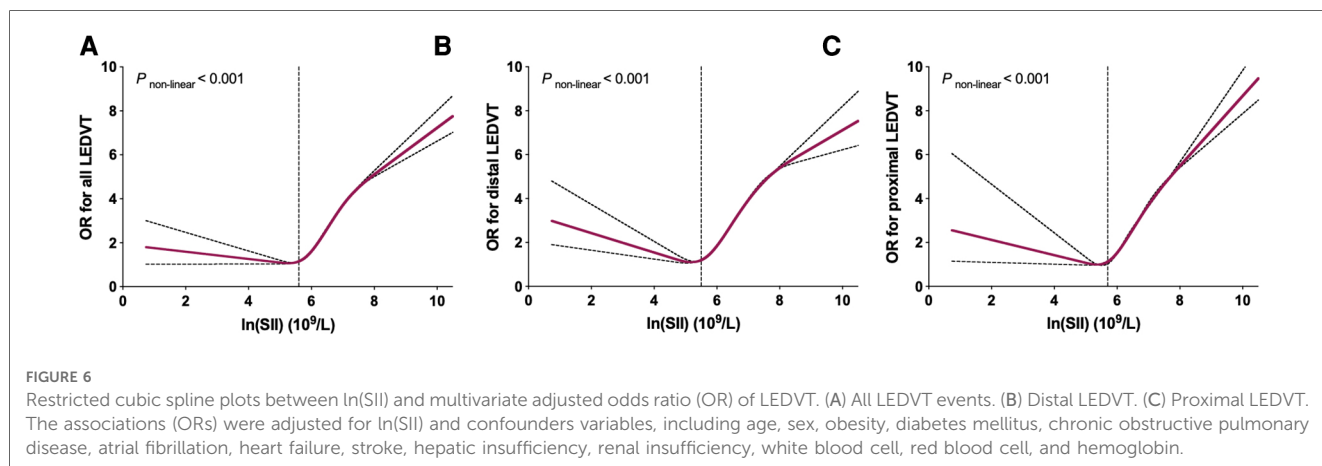 A
B
C
P non-linear < 0.001
P non-linear < 0.001
P non-linear < 0.001
OR for all LEDVT
10
8
6
4
2
0
0 2 4 6 8 10
ln(SII) (10⁹/L)
OR for distal LEDVT
10
8
6
4
2
0
0 2 4 6 8 10
ln(SII) (10⁹/L)
OR for proximal LEDVT
10
8
6
4
2
0
0 2 4 6 8 10
ln(SII) (10⁹/L)
FIGURE 6
Restricted cubic spline plots between ln(SII) and multivariate adjusted odds ratio (OR) of LEDVT. (A) All LEDVT events. (B) Distal LEDVT. (C) Proximal LEDVT.
The associations (ORs) were adjusted for ln(SII) and confounders variables, including age, sex, obesity, diabetes mellitus, chronic obstructive pulmonary
disease, atrial fibrillation, heart failure, stroke, hepatic insufficiency, renal insufficiency, white blood cell, red blood cell, and hemoglobin.